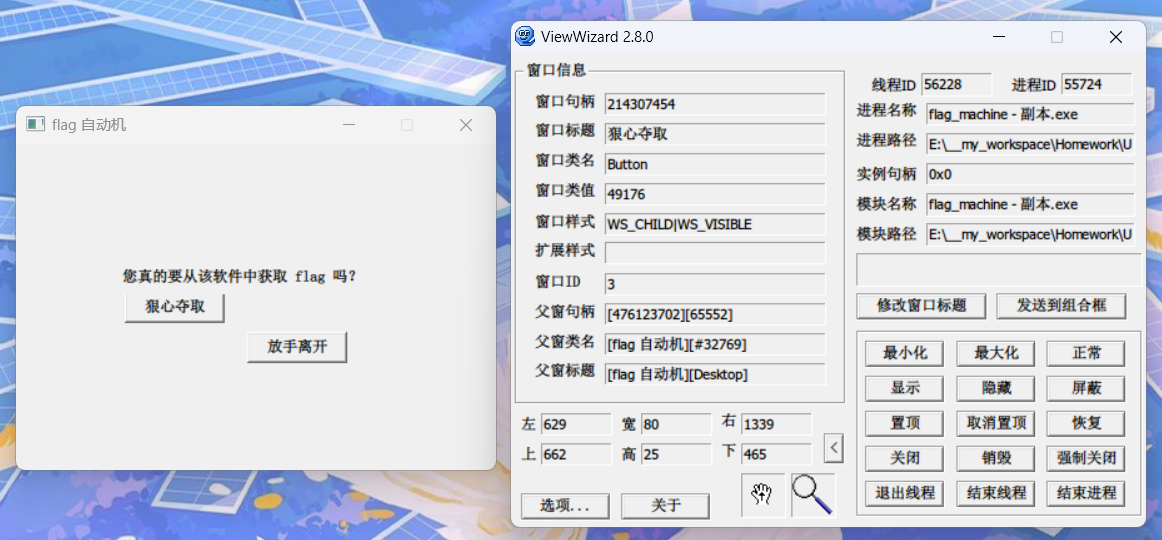 flag 自动机
您真的要从该软件中获取 flag 吗?
狠心夺取
放手离开
ViewWizard 2.8.0
窗口信息
窗口句柄 214307454
窗口标题 狠心夺取
窗口类名 Button
窗口类值 49176
窗口样式 WS_CHILD|WS_VISIBLE
扩展样式
窗口ID 3
父窗句柄 [476123702][65552]
父窗类名 [flag 自动机][#32769]
父窗标题 [flag 自动机][Desktop]
左 629 宽 80 右 1339
上 662 高 25 下 465
<
选项... 关于
线程ID 56228 进程ID 55724
进程名称 flag_machine - 副本.exe
进程路径 E:\__my_workspace\Homework\U
实例句柄 0x0
模块名称 flag_machine - 副本.exe
模块路径 E:\__my_workspace\Homework\U
修改窗口标题 发送到组合框
最小化 最大化 正常
显示 隐藏 屏蔽
置顶 取消置顶 恢复
关闭 销毁 强制关闭
退出线程 结束线程 结束进程